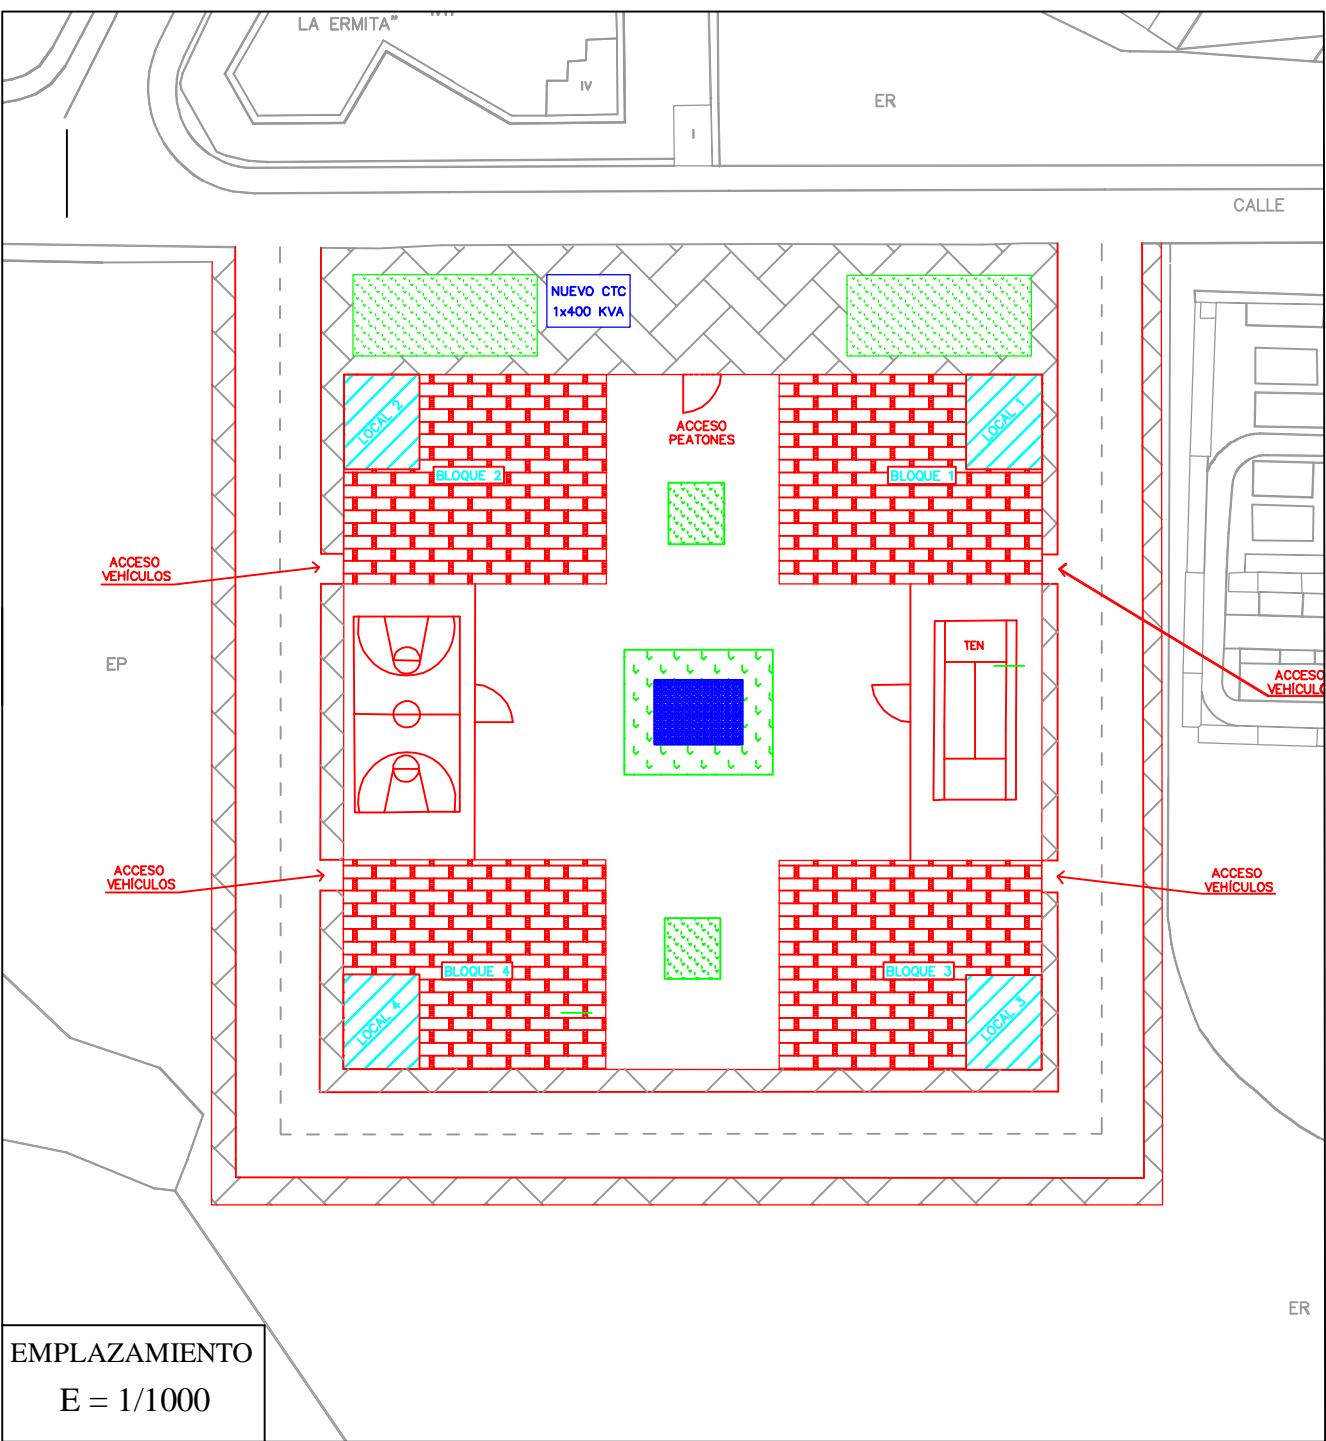 LA ERMITA"
IV
I
ER
CALLE
NUEVO CTC
1x400 KVA
LOCAL 2
LOCAL 1
ACCESO
PEATONES
BLOQUE 2
BLOQUE 1
ACCESO
VEHÍCULOS
EP
TEN
ACCESO
VEHÍCULO
ACCESO
VEHÍCULOS
ACCESO
VEHÍCULOS
BLOQUE 4
BLOQUE 3
LOCAL 4
LOCAL 3
ER
EMPLAZAMIENTO
E = 1/1000